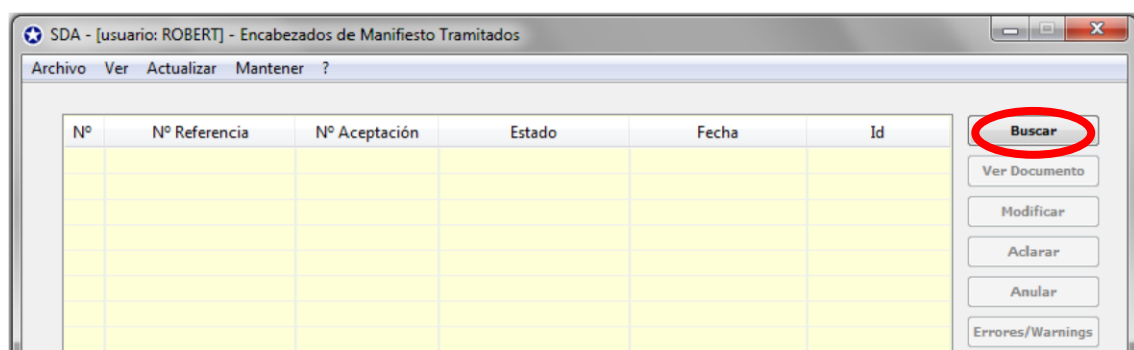 SDA - [usuario: ROBERT] - Encabezados de Manifiesto Tramitados
Archivo Ver Actualizar Mantener ?
Nº Nº Referencia Nº Aceptación Estado Fecha Id
Buscar
Ver Documento
Modificar
Aclarar
Anular
Errores/Warnings